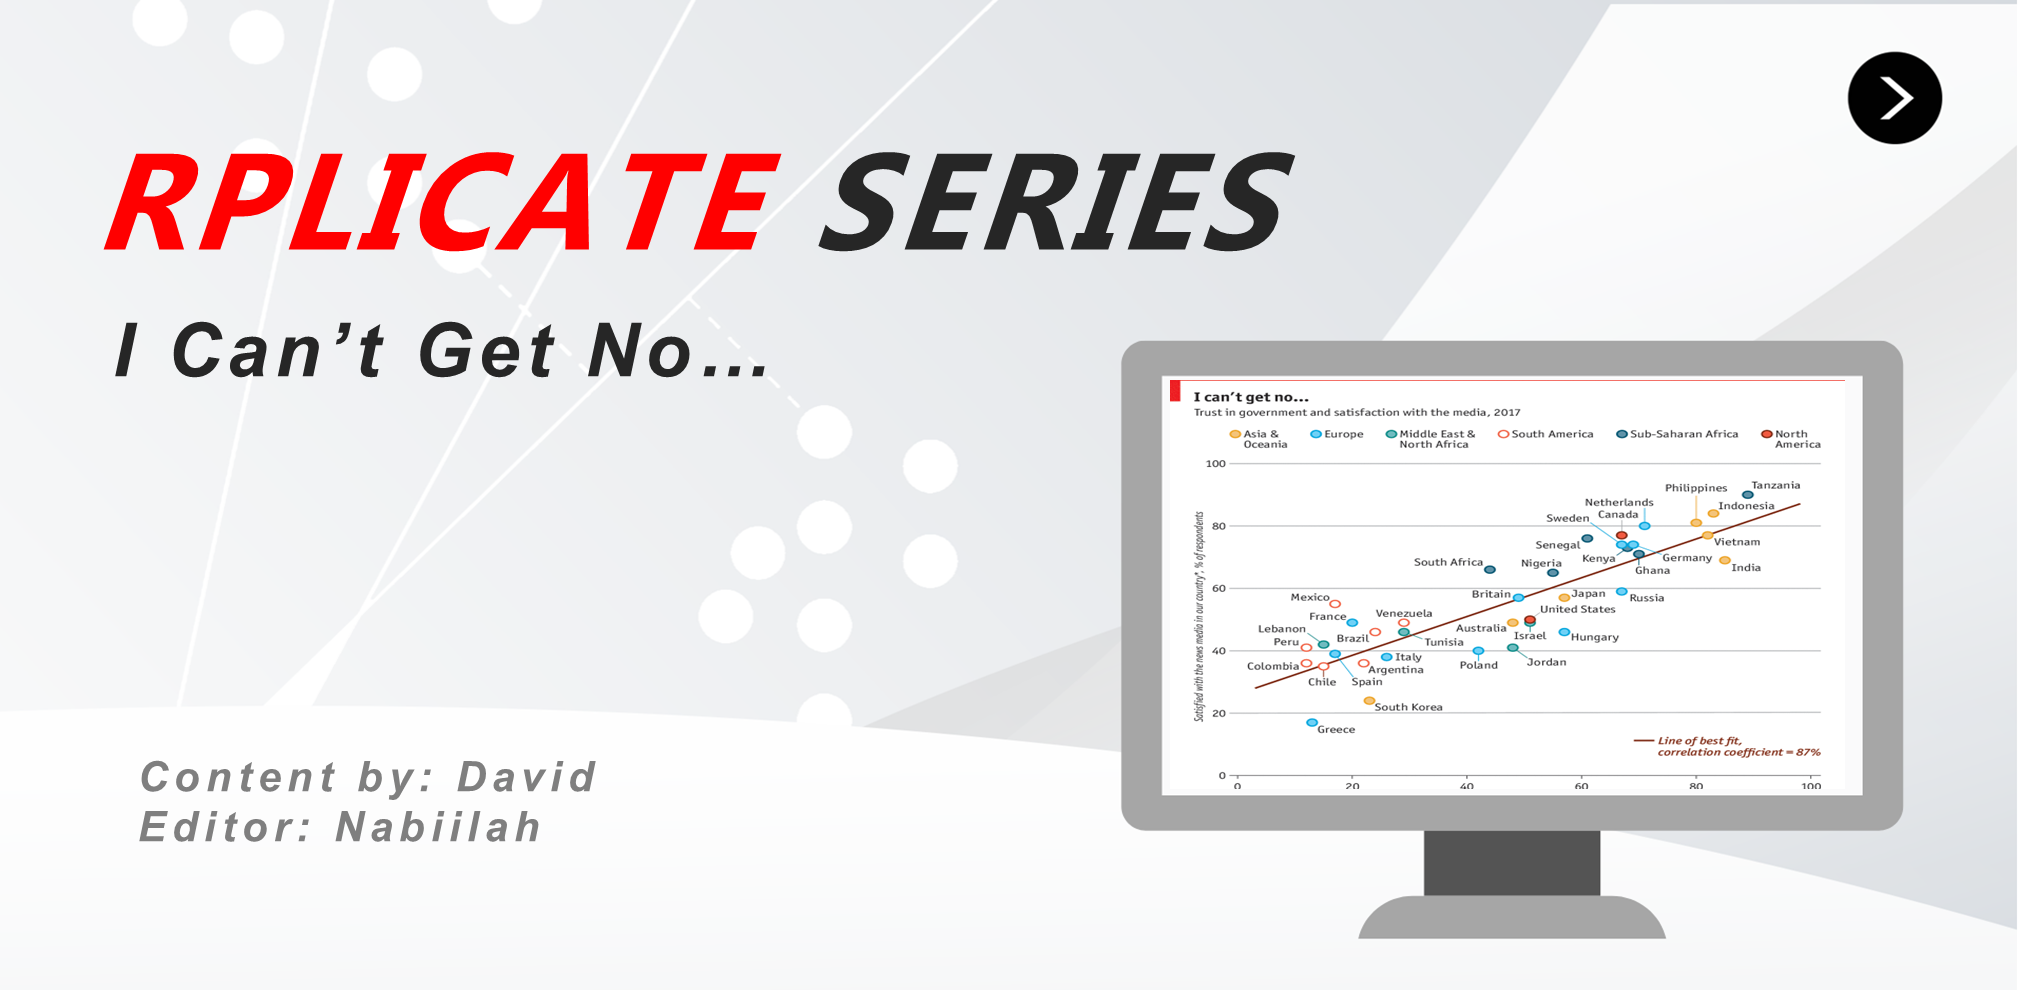 RPLICATE SERIES
I Can’t Get No...
Content by: David
Editor: Nabiilah
I can’t get no...
Trust in government and satisfaction with the media, 2017
Asia & Oceania
Europe
Middle East & North Africa
South America
Sub-Saharan Africa
North America
Satisfied with the news media in our country*, % of respondents
100
80
60
40
20
0
0 20 40 60 80 100
Philippines
Tanzania
Netherlands
Indonesia
Canada
Sweden
Senegal
Vietnam
Kenya
Germany
South Africa
Nigeria
Ghana
India
Britain
Japan
Russia
Mexico
United States
France
Venezuela
Lebanon
Brazil
Australia
Israel
Hungary
Peru
Tunisia
Colombia
Italy
Argentina
Poland
Jordan
Chile
Spain
South Korea
Greece
Line of best fit,
correlation coefficient = 87%